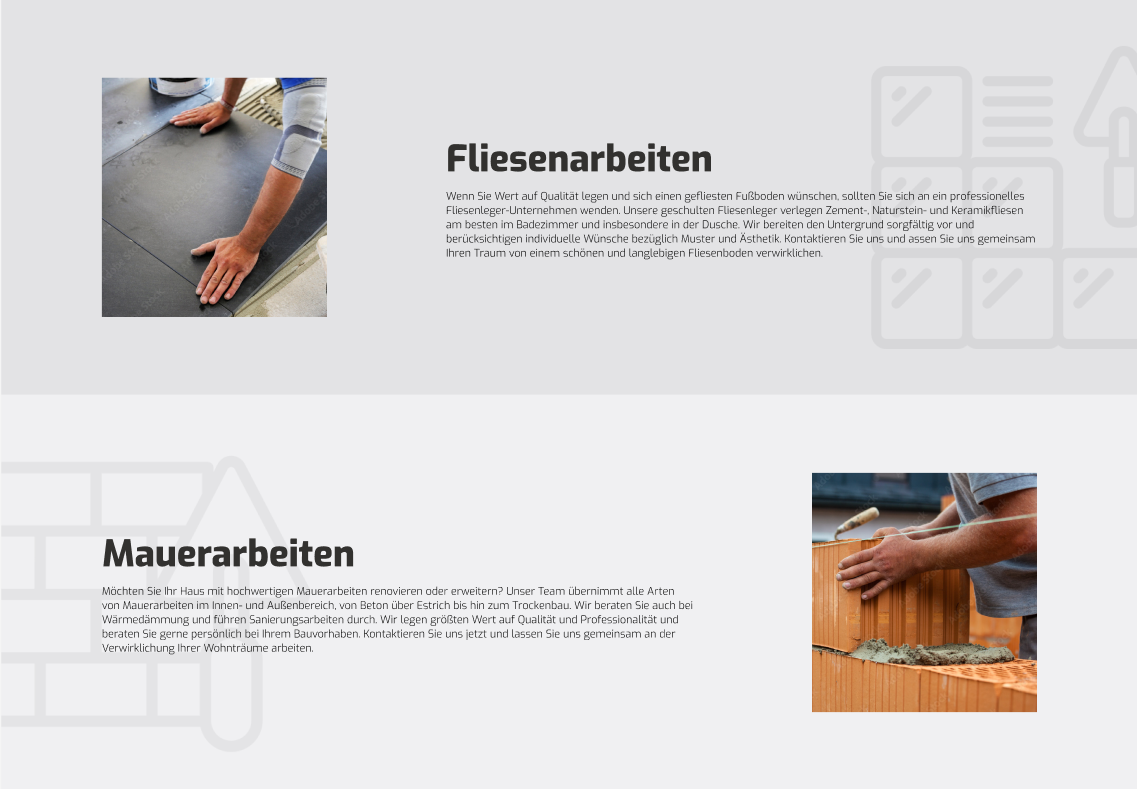 Fliesenarbeiten
Wenn Sie Wert auf Qualität legen und sich einen gefliesten Fußboden wünschen, sollten Sie sich an ein professionelles
Fliesenleger-Unternehmen wenden. Unsere geschulten Fliesenleger verlegen Zement-, Naturstein- und Keramikfliesen
am besten im Badezimmer und insbesondere in der Dusche. Wir bereiten den Untergrund sorgfältig vor und
berücksichtigen individuelle Wünsche bezüglich Muster und Ästhetik. Kontaktieren Sie uns und assen Sie uns gemeinsam
Ihren Traum von einem schönen und langlebigen Fliesenboden verwirklichen.
Mauerarbeiten
Möchten Sie Ihr Haus mit hochwertigen Mauerarbeiten renovieren oder erweitern? Unser Team übernimmt alle Arten
von Mauerarbeiten im Innen- und Außenbereich, von Beton über Estrich bis hin zum Trockenbau. Wir beraten Sie auch bei
Wärmedämmung und führen Sanierungsarbeiten durch. Wir legen größten Wert auf Qualität und Professionalität und
beraten Sie gerne persönlich bei Ihrem Bauvorhaben. Kontaktieren Sie uns jetzt und lassen Sie uns gemeinsam an der
Verwirklichung Ihrer Wohnträume arbeiten.